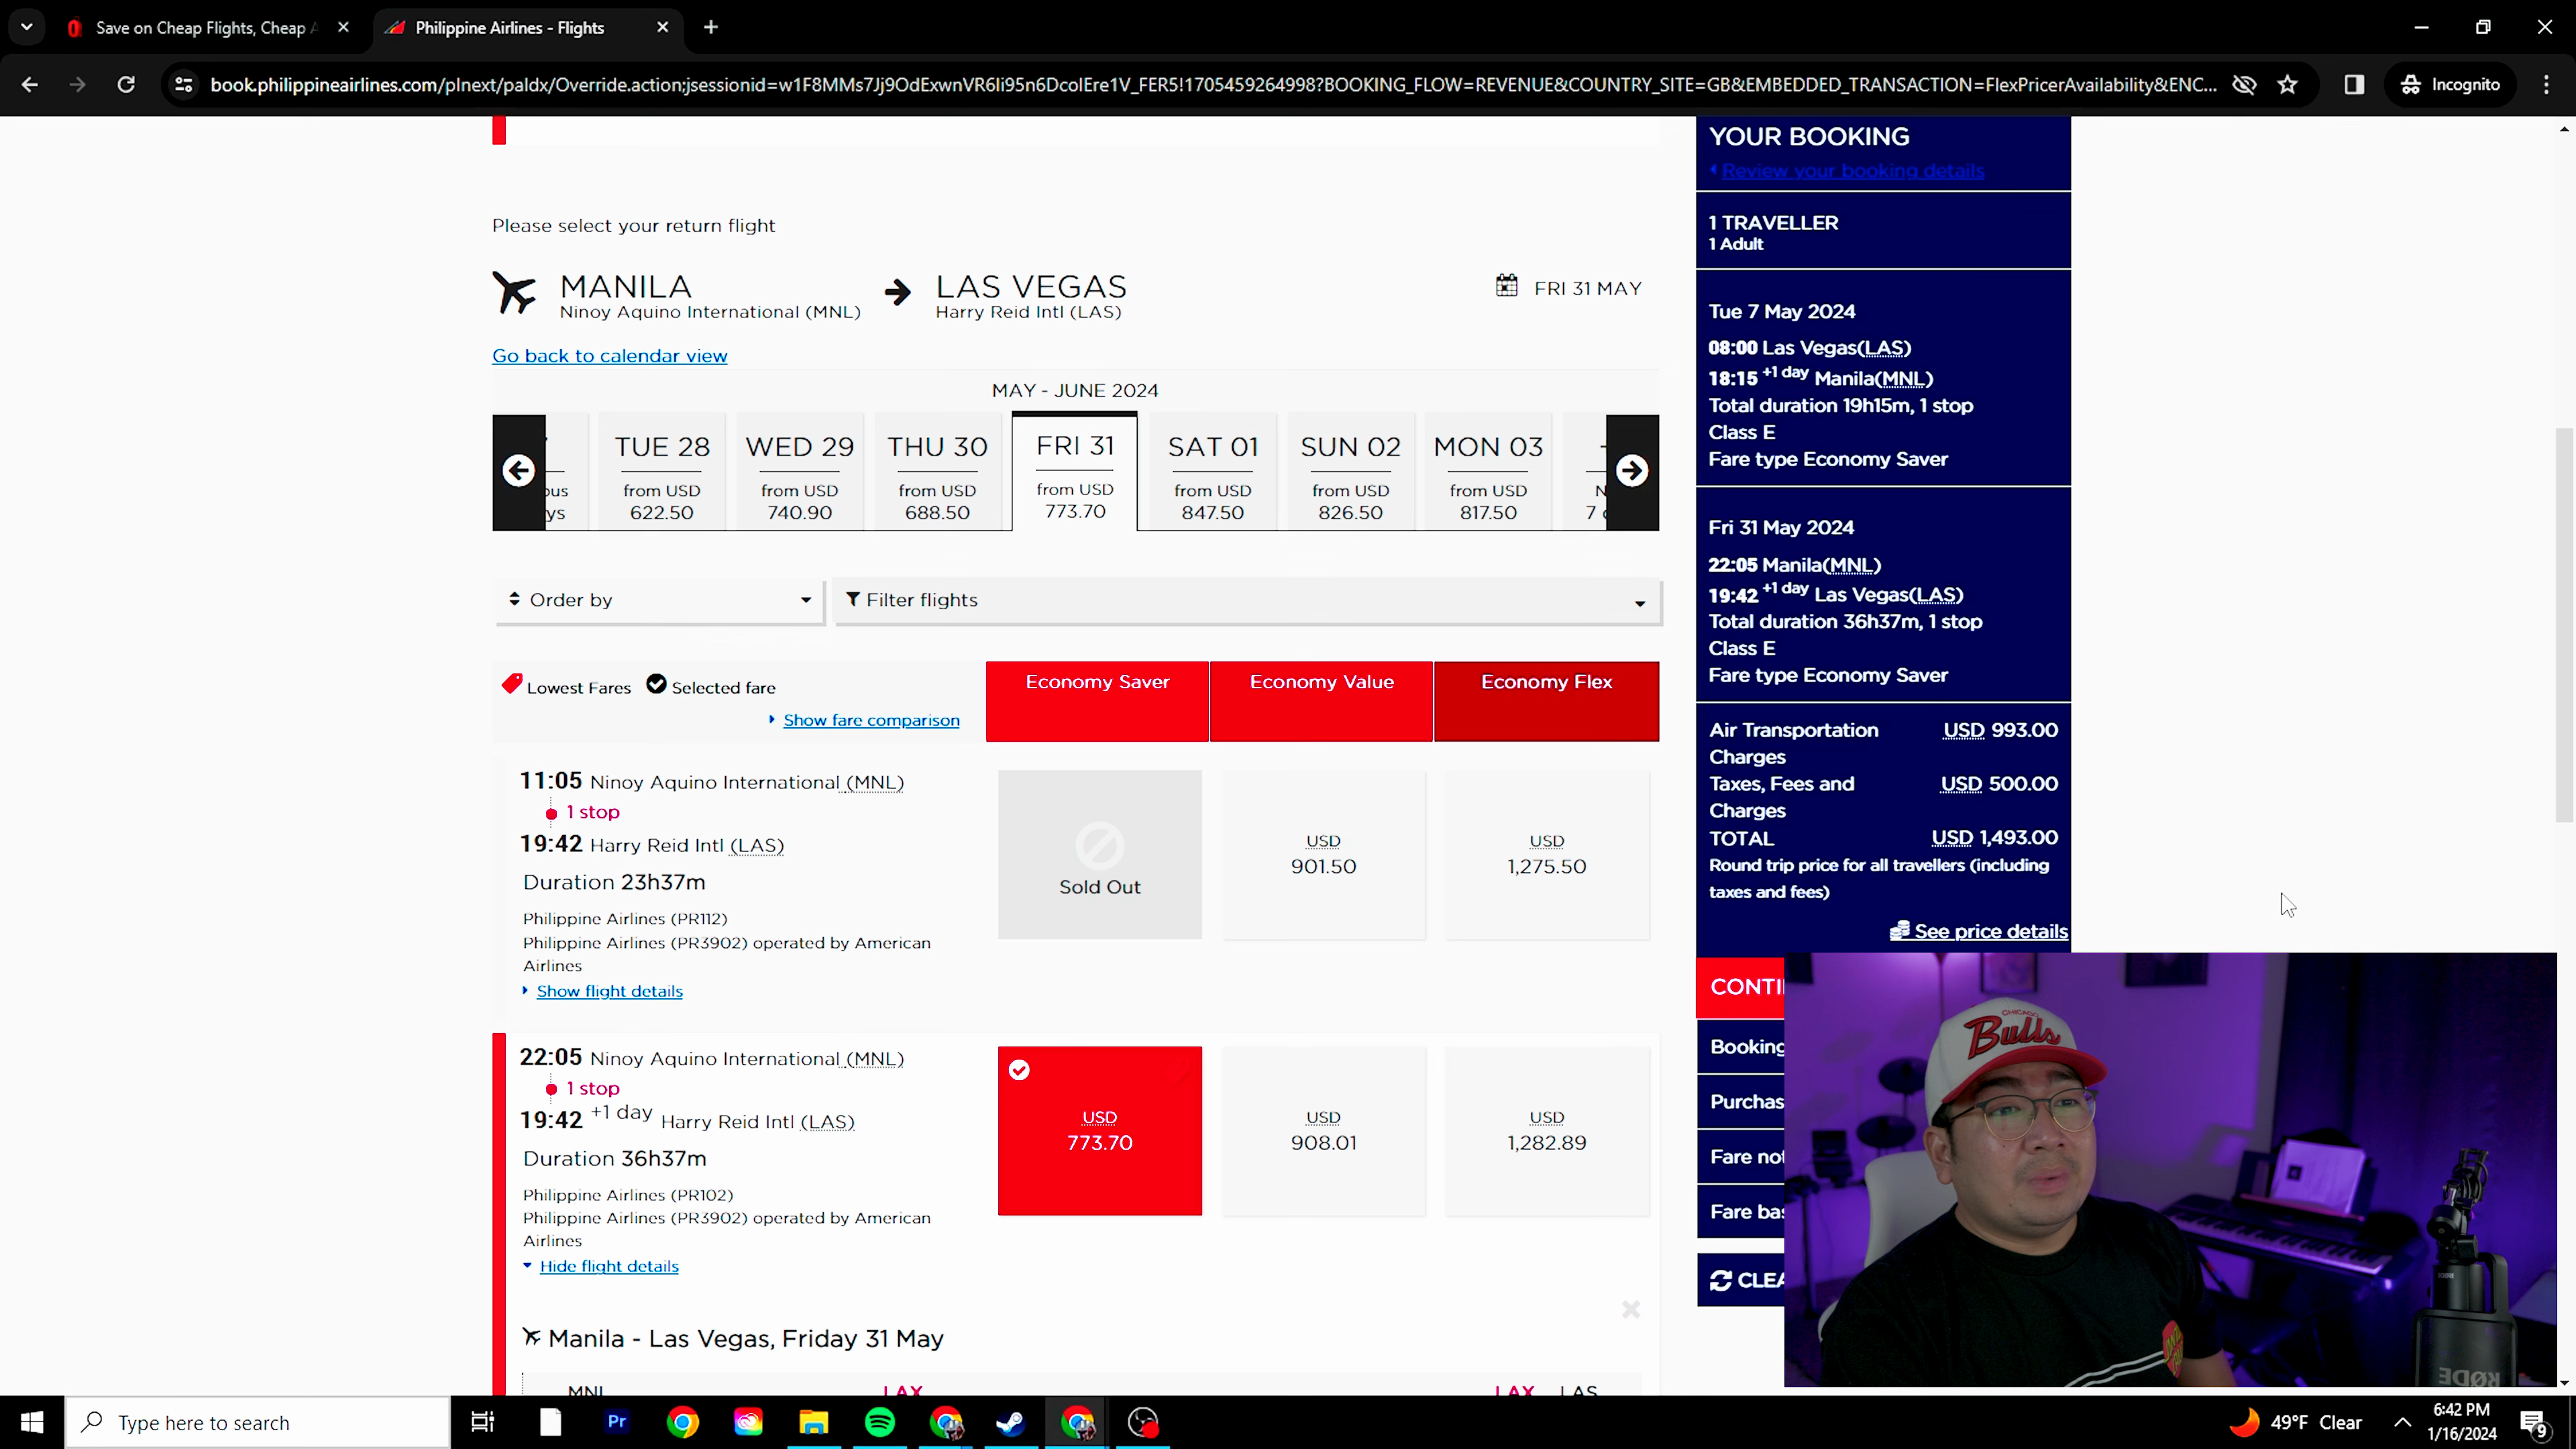 Save on Cheap Flights, Cheap A
Philippine Airlines - Flights
book.philippineairlines.com/plnext/paldx/Override.action;jsessionid=w1F8MMs7Jj9OdExwnVR6Ii95n6DcolEre1V_FER5!1705459264998?BOOKING_FLOW=REVENUE&COUNTRY_SITE=GB&EMBEDDED_TRANSACTION=FlexPricerAvailability&ENC...
Incognito
Please select your return flight
MANILA
Ninoy Aquino International (MNL)
LAS VEGAS
Harry Reid Intl (LAS)
FRI 31 MAY
Go back to calendar view
MAY - JUNE 2024
TUE 28
from USD
622.50
WED 29
from USD
740.90
THU 30
from USD
688.50
FRI 31
from USD
773.70
SAT 01
from USD
847.50
SUN 02
from USD
826.50
MON 03
from USD
817.50
Order by
Filter flights
Lowest Fares
Selected fare
Show fare comparison
Economy Saver
Economy Value
Economy Flex
11:05 Ninoy Aquino International (MNL)
1 stop
19:42 Harry Reid Intl (LAS)
Duration 23h37m
Philippine Airlines (PR112)
Philippine Airlines (PR3902) operated by American
Airlines
Show flight details
Sold Out
USD
901.50
USD
1,275.50
22:05 Ninoy Aquino International (MNL)
1 stop
19:42 +1 day Harry Reid Intl (LAS)
Duration 36h37m
Philippine Airlines (PR102)
Philippine Airlines (PR3902) operated by American
Airlines
Hide flight details
USD
773.70
USD
908.01
USD
1,282.89
Manila - Las Vegas, Friday 31 May
MNL
LAX
LAX
LAS
YOUR BOOKING
Review your booking details
1 TRAVELLER
1 Adult
Tue 7 May 2024
08:00 Las Vegas(LAS)
18:15 +1 day Manila(MNL)
Total duration 19h15m, 1 stop
Class E
Fare type Economy Saver
Fri 31 May 2024
22:05 Manila(MNL)
19:42 +1 day Las Vegas(LAS)
Total duration 36h37m, 1 stop
Class E
Fare type Economy Saver
Air Transportation
Charges
USD 993.00
Taxes, Fees and
Charges
USD 500.00
TOTAL
USD 1,493.00
Round trip price for all travellers (including
taxes and fees)
See price details
CONTI
Booking
Purchas
Fare not
Fare bas
CLEA
CHICAGO
Bulls
RØDE
Type here to search
Pr
49°F Clear
6:42 PM
1/16/2024
9